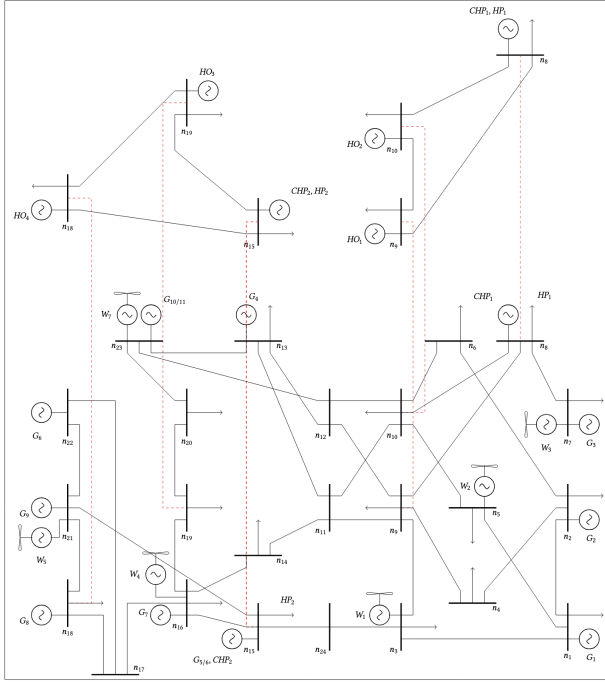 CHP1, HP1
n8
HO3
n19
HO2
n10
CHP2, HP2
HO4
n18
n15
HO1
n9
W7
G10/11
n23
G4
n13
CHP1
HP1
n6
n8
G8
n22
n20
n12
n10
W3
n7
G3
G9
n21
W5
n19
n11
n9
W2
n5
n2
G2
W4
n14
G8
n18
G7
n16
HP2
n15
G5/6, CHP2
n24
W1
n3
n4
n1
G1
n17